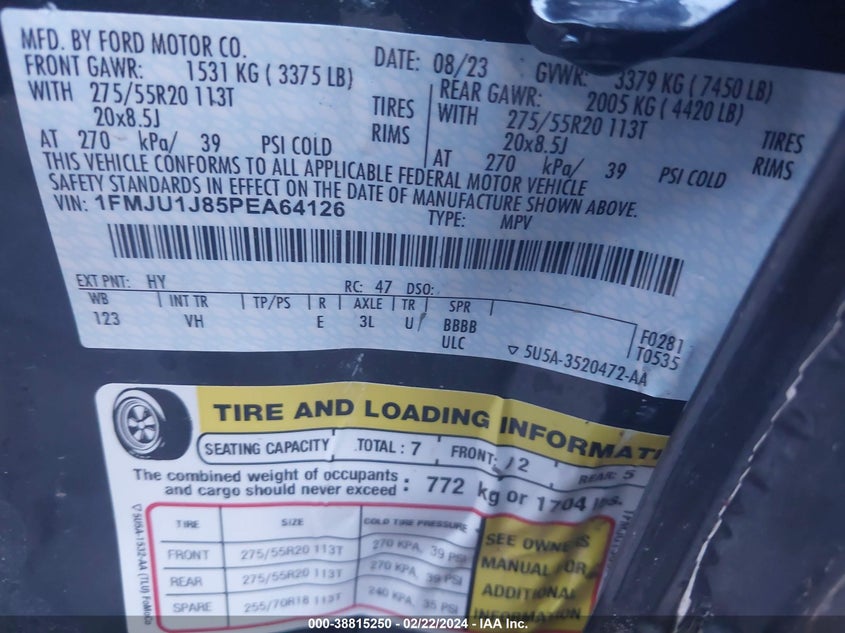 MFD. BY FORD MOTOR CO.
DATE: 08/23 GVWR: 3379 KG ( 7450 LB)
FRONT GAWR: 1531 KG ( 3375 LB) REAR GAWR: 2005 KG ( 4420 LB)
WITH 275/55R20 113T TIRES WITH 275/55R20 113T TIRES
20x8.5J RIMS 20x8.5J RIMS
AT 270 kPa/ 39 PSI COLD AT 270 kPa/ 39 PSI COLD
THIS VEHICLE CONFORMS TO ALL APPLICABLE FEDERAL MOTOR VEHICLE
SAFETY STANDARDS IN EFFECT ON THE DATE OF MANUFACTURE SHOWN ABOVE.
VIN: 1FMJU1J85PEA64126
TYPE: MPV
EXT PNT: HY RC: 47 DSO:
WB INT TR TP/PS R AXLE TR SPR
123 VH E 3L U BBBB
ULC
F0281
T0535
▽ 5U5A-3520472-AA
TIRE AND LOADING INFORMATI
SEATING CAPACITY TOTAL : 7 FRONT: 2 REAR: 5
The combined weight of occupants
and cargo should never exceed : 772 kg or 1704 lbs.
TIRE SIZE COLD TIRE PRESSURE
FRONT 275/55R20 113T 270 KPA, 39 PSI
REAR 275/55R20 113T 270 KPA, 39 PSI
SPARE 255/70R18 113T 240 KPA, 35 PSI
SEE OWNERS
MANUAL FOR
ADDITIONAL
INFORMATION
▽ 5U5A-1532-AA (TLU) FoMoCo
000-38815250 - 02/22/2024 - IAA Inc.